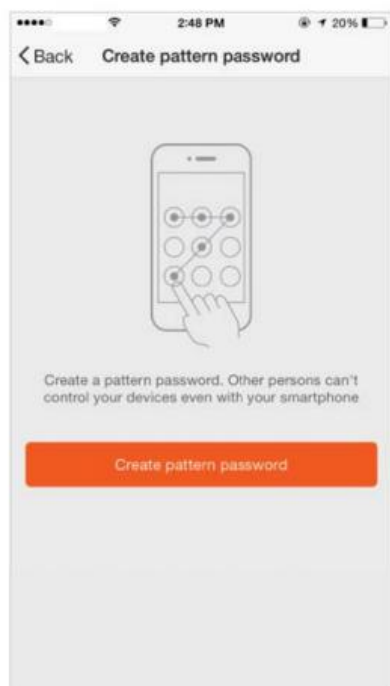 2:48 PM 20%
Back Create pattern password
Create a pattern password. Other persons can't
control your devices even with your smartphone
Create pattern password